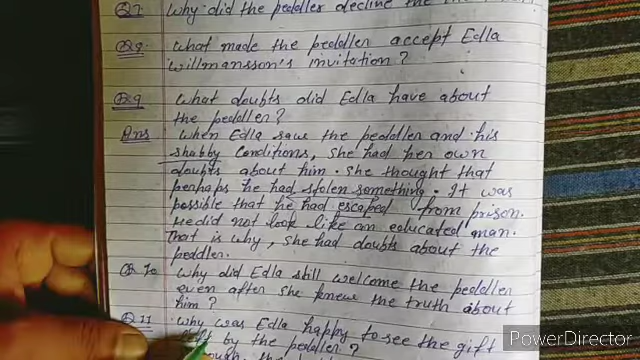 Q7. Why did the peddler decline the
Q8. What made the peddler accept Edla
Willmansson's invitation?
Q9 What doubts did Edla have about
the peddler?
Ans When Edla saw the peddler and his
shabby conditions, she had her own
doubts about him. She thought that
perhaps he had stolen something. It was
possible that he had escaped from prison.
He did not look like an educated man.
That is why, she had doubts about the
peddler.
Q 10 Why did Edla still welcome the peddler
even after she knew the truth about
him?
Q 11 Why was Edla happy to see the gift
by the peddler?
PowerDirector